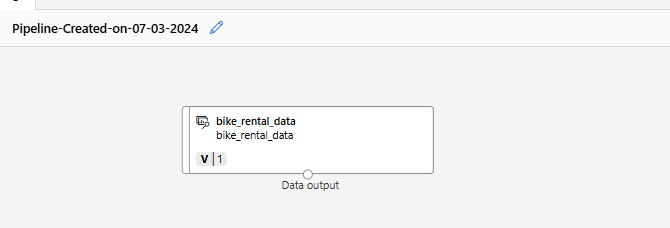 Pipeline-Created-on-07-03-2024
bike_rental_data
bike_rental_data
V | 1
Data output